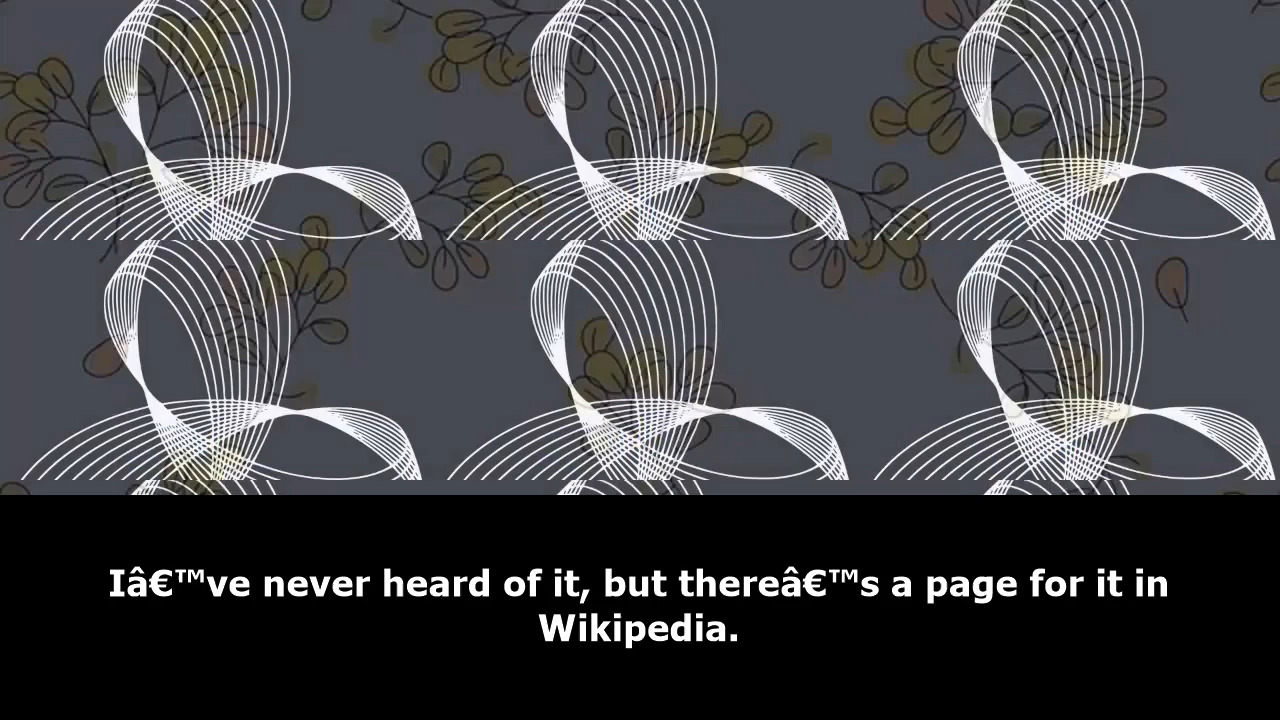 Iâ€™ve never heard of it, but thereâ€™s a page for it in
Wikipedia.